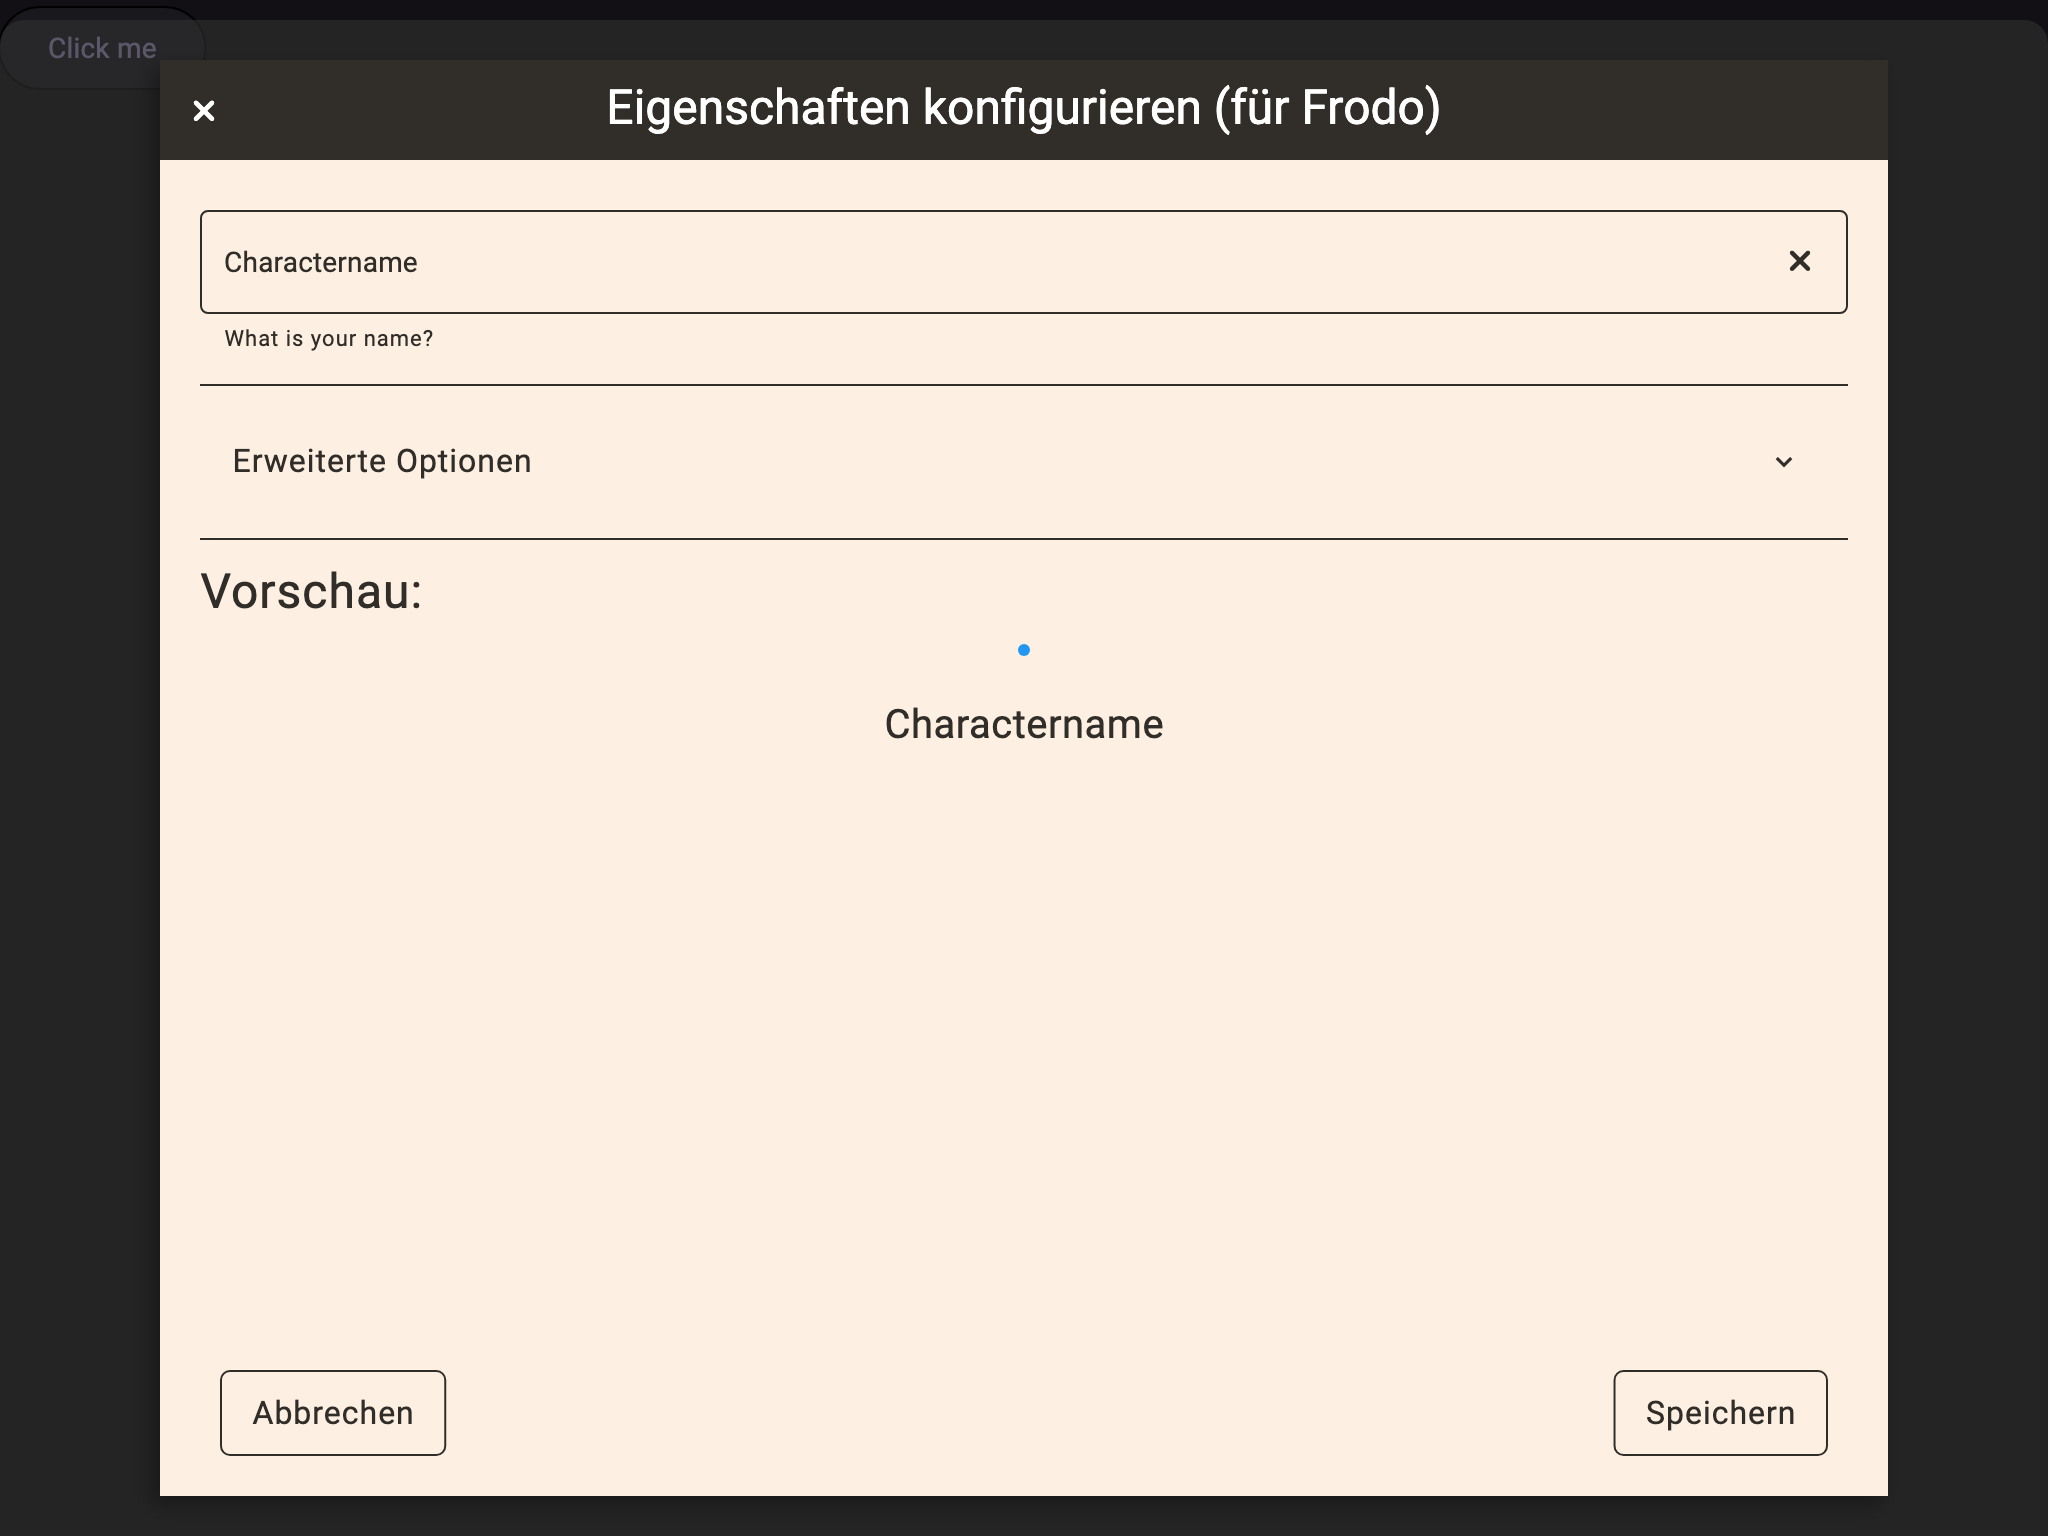 Click me
Eigenschaften konfigurieren (für Frodo)
Charactername
What is your name?
Erweiterte Optionen
Vorschau:
Charactername
Abbrechen
Speichern